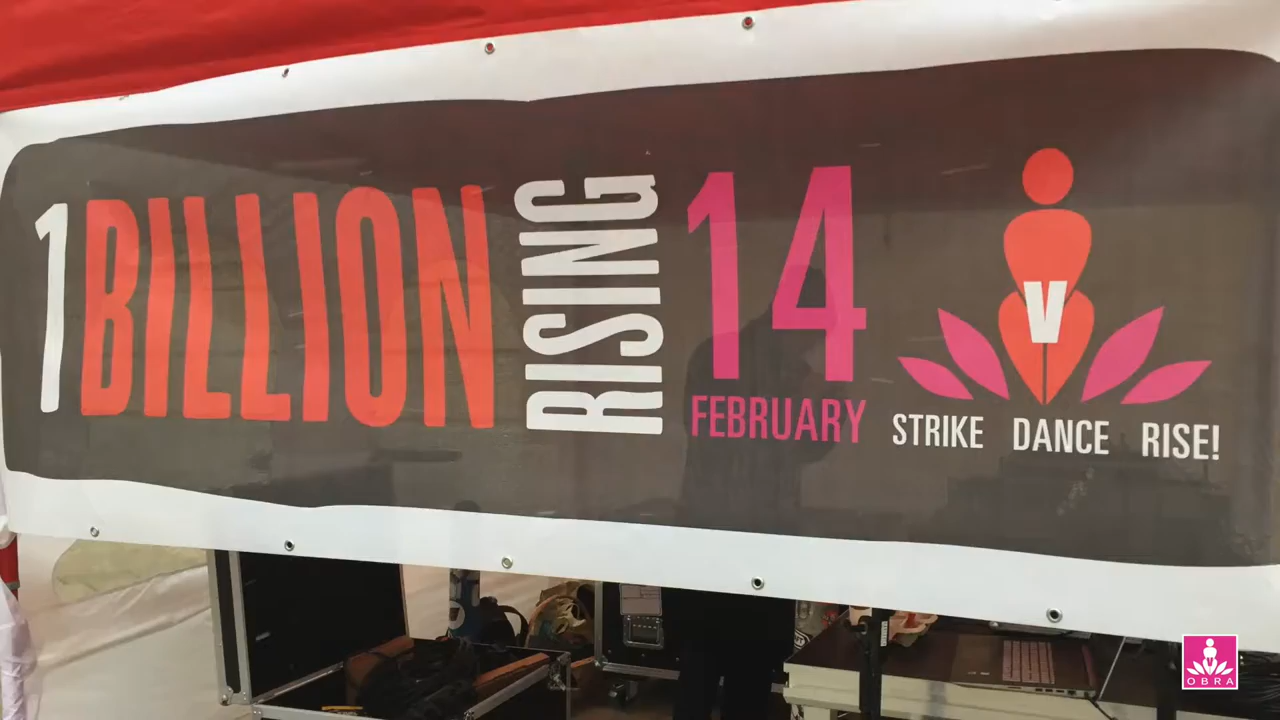 1 BILLION RISING 14
FEBRUARY
V
STRIKE DANCE RISE!
OBRA